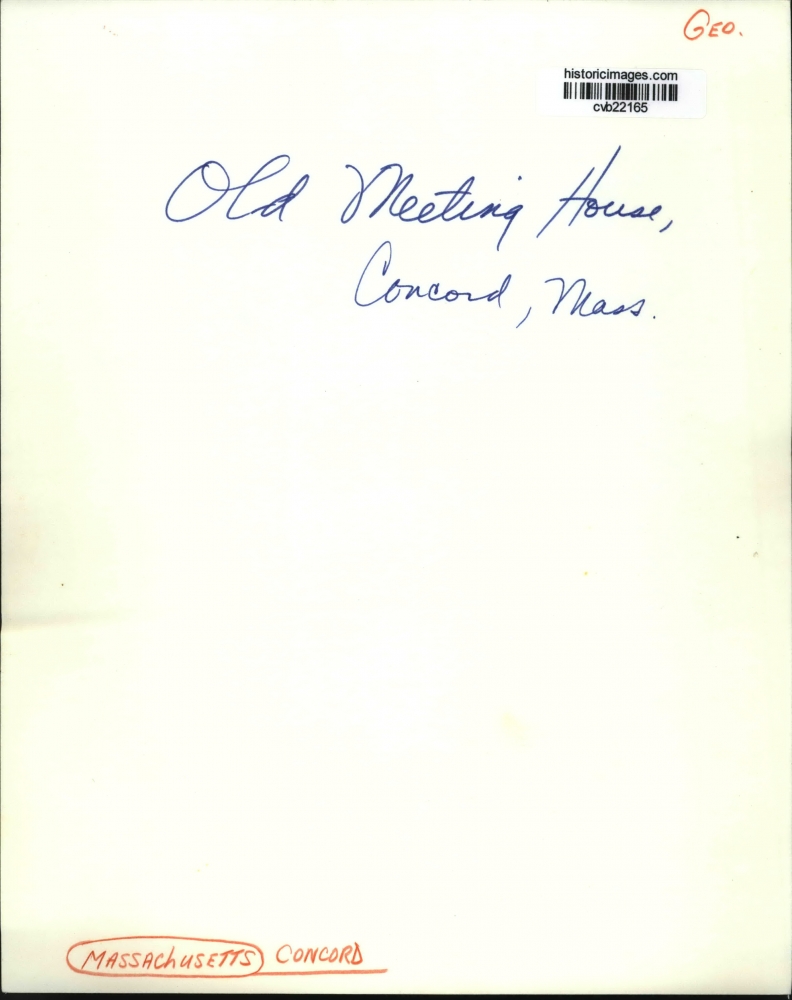 GEO.
historicimages.com
cvb22165
Old Meeting House,
Concord, Mass.
MASSACHUSETTS CONCORD